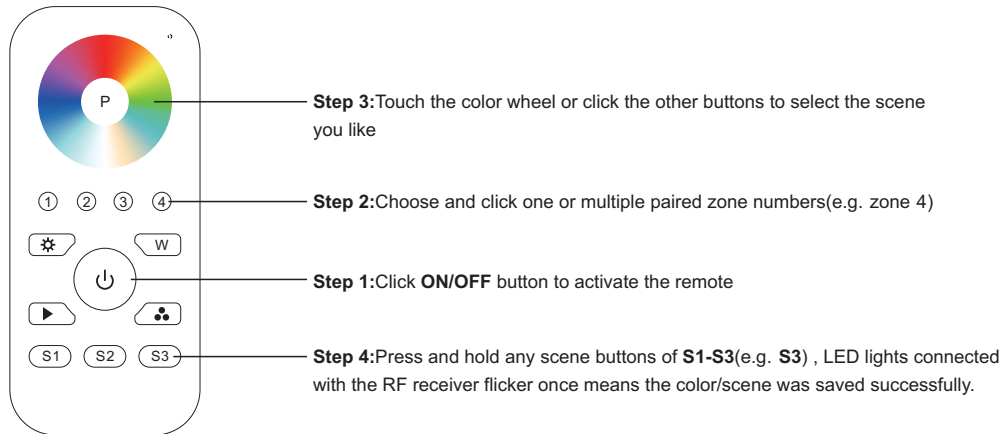 P
Step 3:Touch the color wheel or click the other buttons to select the scene
you like
1 2 3 4
Step 2:Choose and click one or multiple paired zone numbers(e.g. zone 4)
W
Step 1:Click ON/OFF button to activate the remote
S1 S2 S3
Step 4:Press and hold any scene buttons of S1-S3(e.g. S3) , LED lights connected
with the RF receiver flicker once means the color/scene was saved successfully.